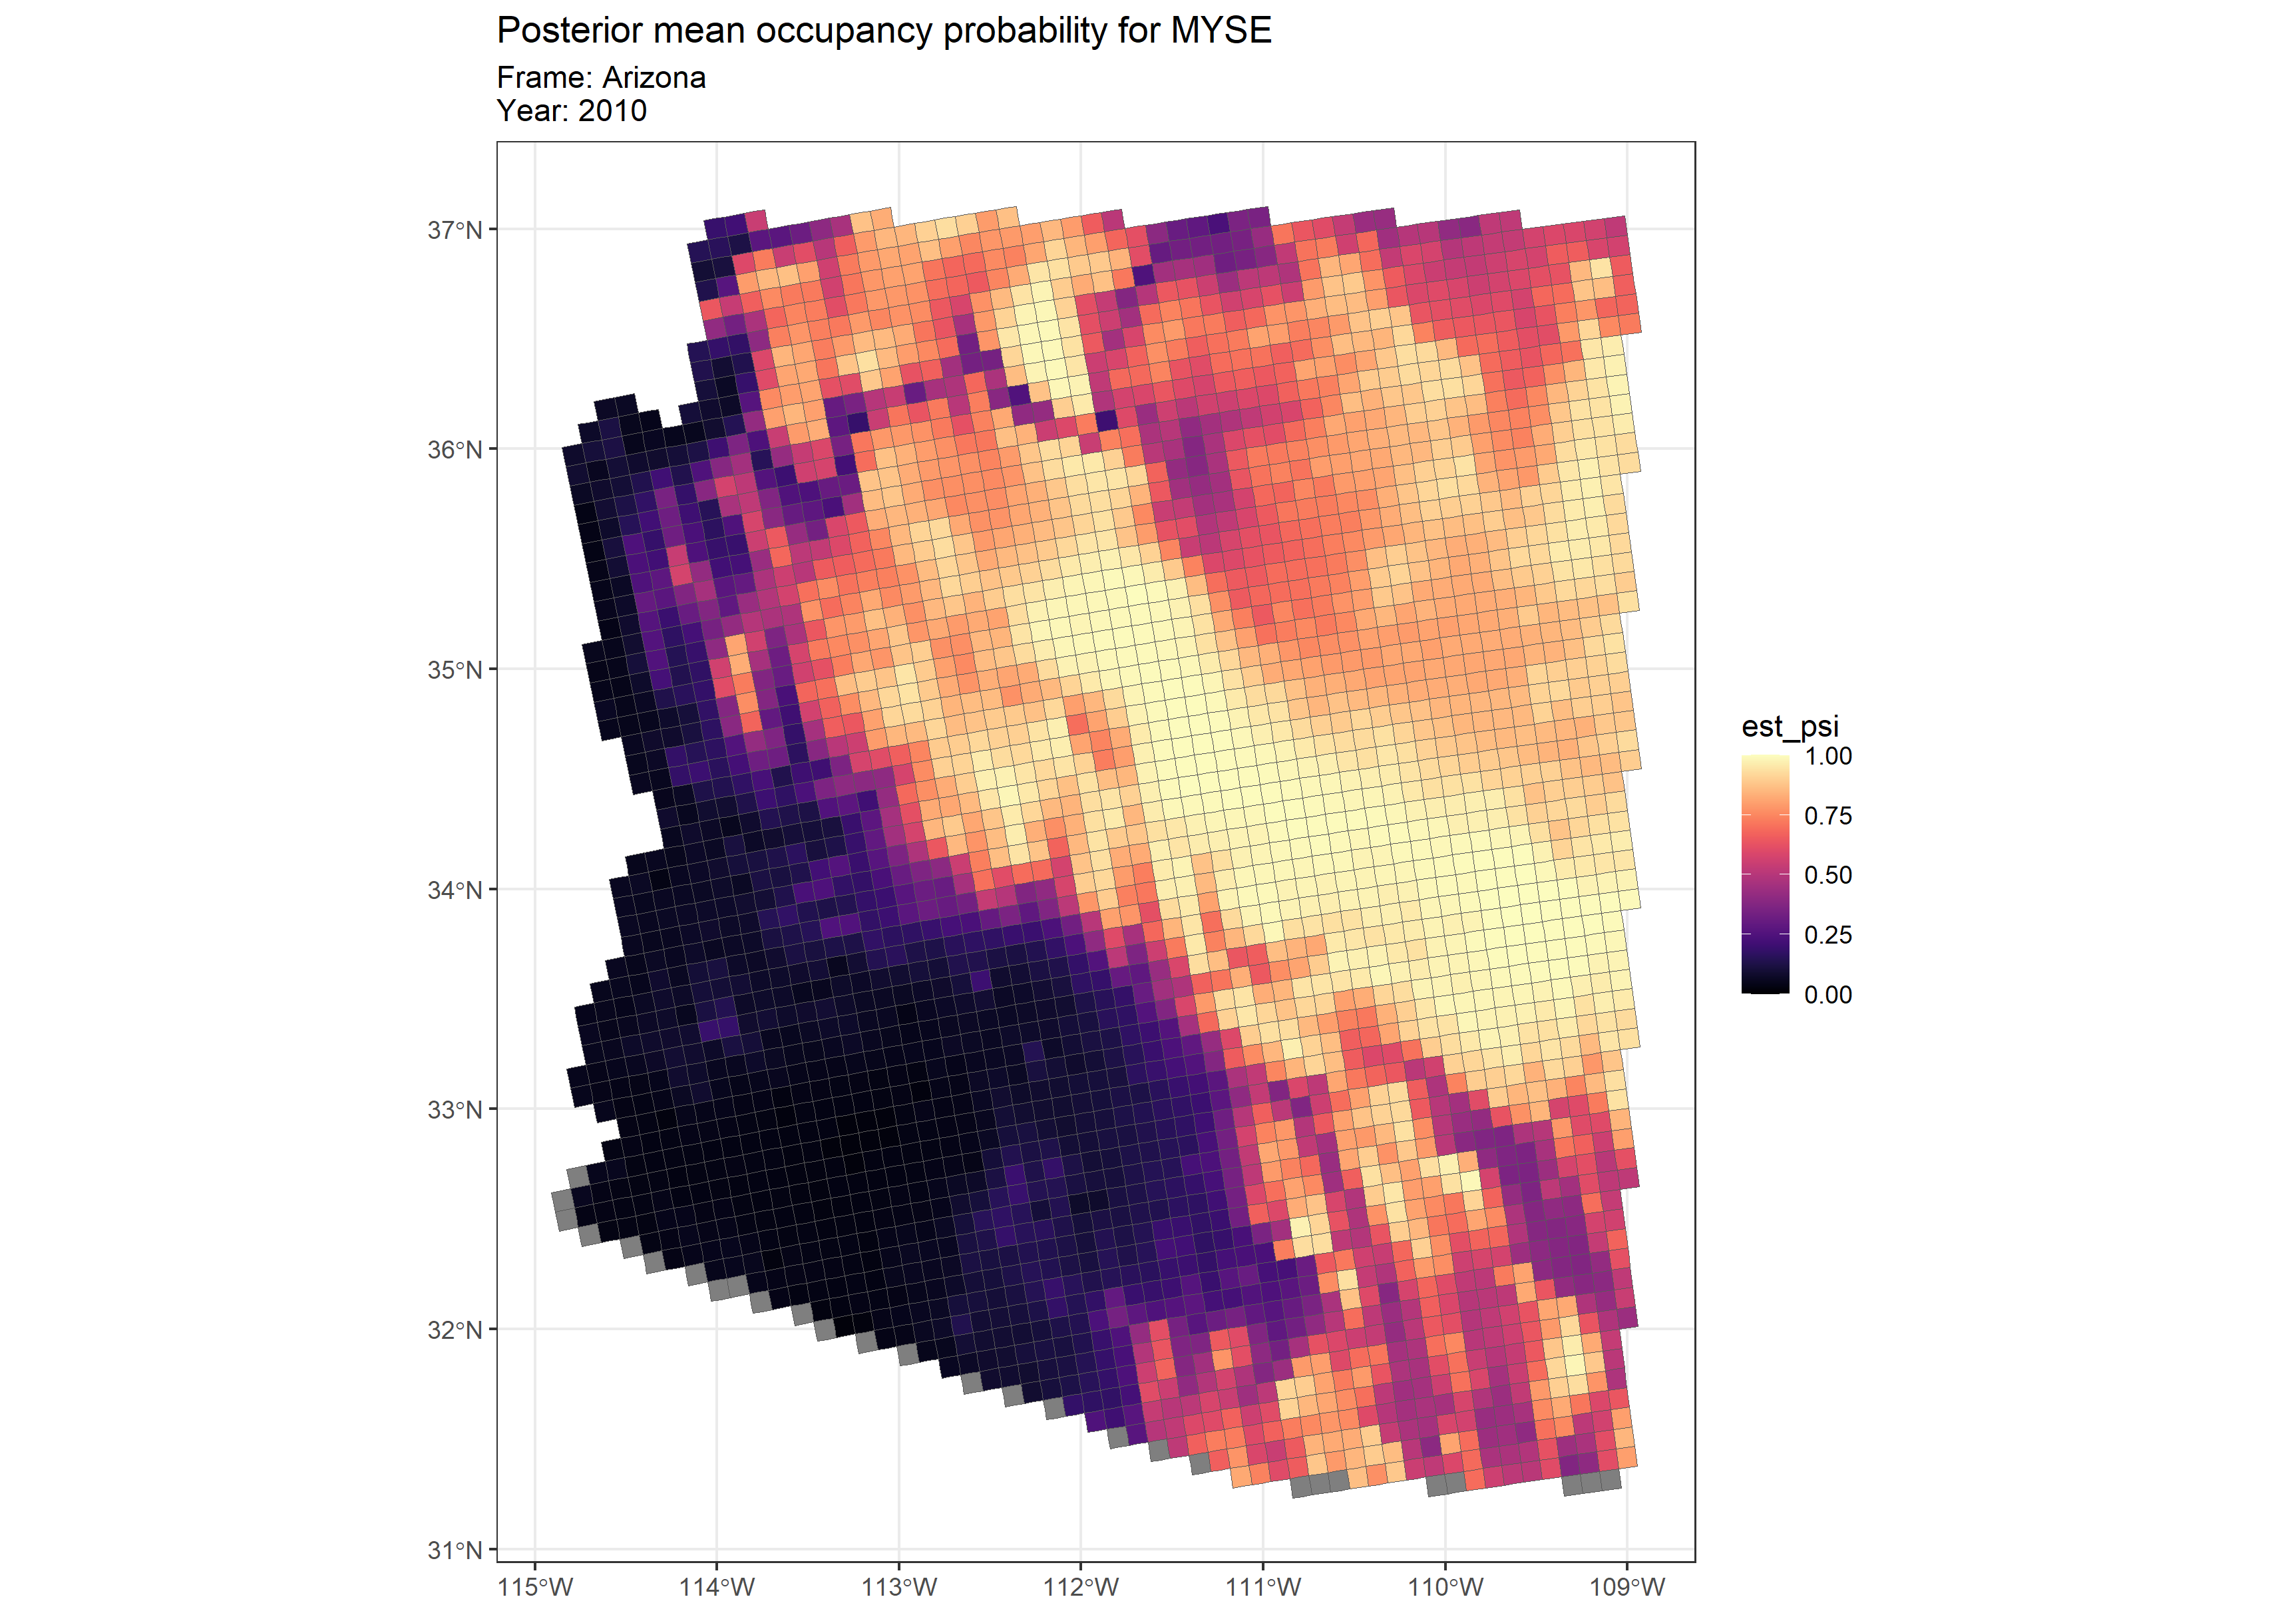 Posterior mean occupancy probability for MYSE
Frame: Arizona
Year: 2010
37°N
36°N
35°N
34°N
33°N
32°N
31°N
115°W 114°W 113°W 112°W 111°W 110°W 109°W
est_psi
1.00
0.75
0.50
0.25
0.00